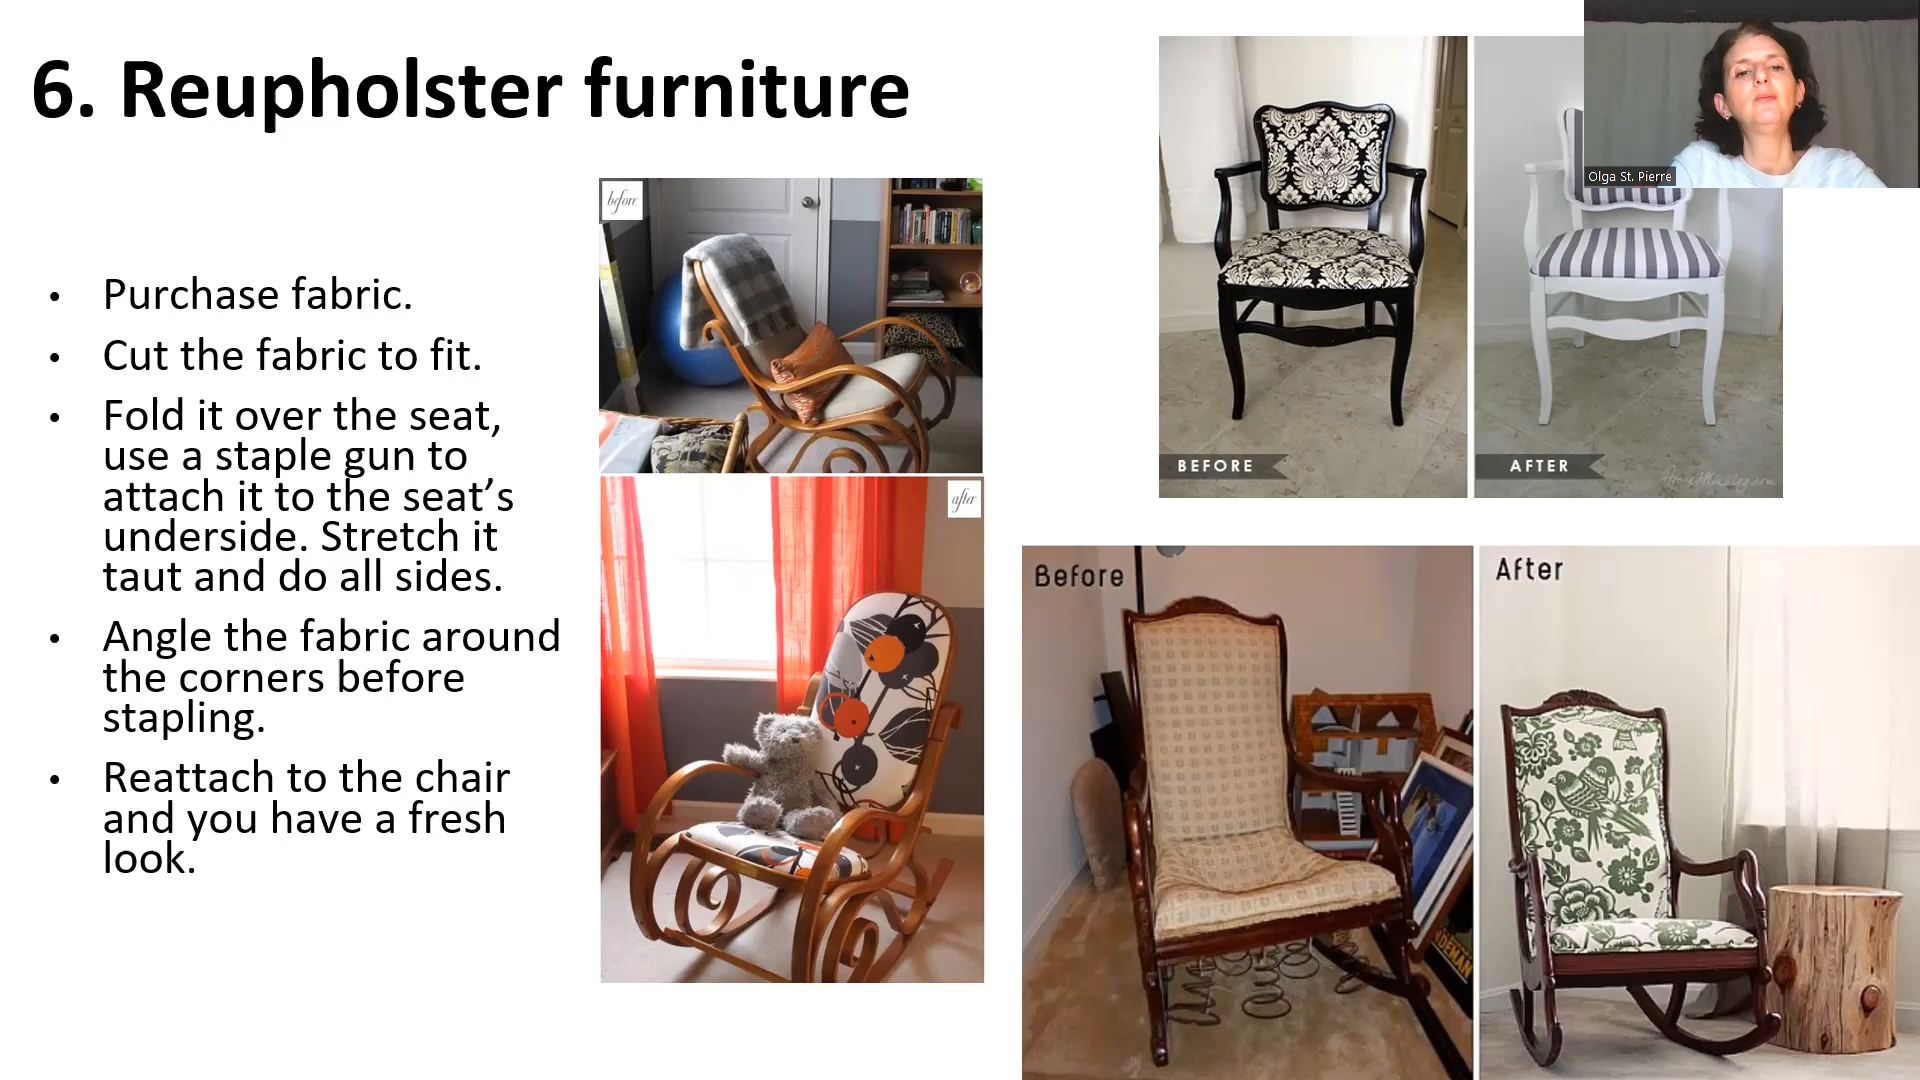 6. Reupholster furniture
• Purchase fabric.
• Cut the fabric to fit.
• Fold it over the seat,
use a staple gun to
attach it to the seat’s
underside. Stretch it
taut and do all sides.
• Angle the fabric around
the corners before
stapling.
• Reattach to the chair
and you have a fresh
look.
before
after
BEFORE
AFTER
Olga St. Pierre
Before
After